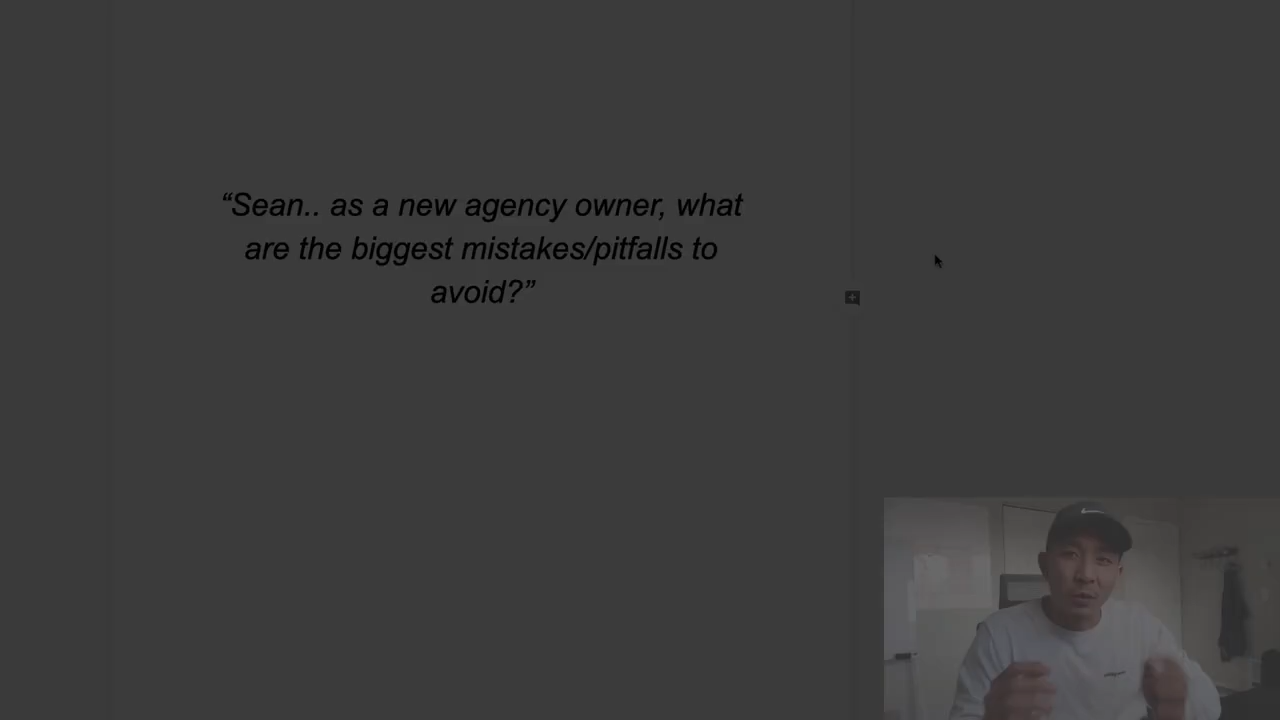 “Sean.. as a new agency owner, what
are the biggest mistakes/pitfalls to
avoid?”